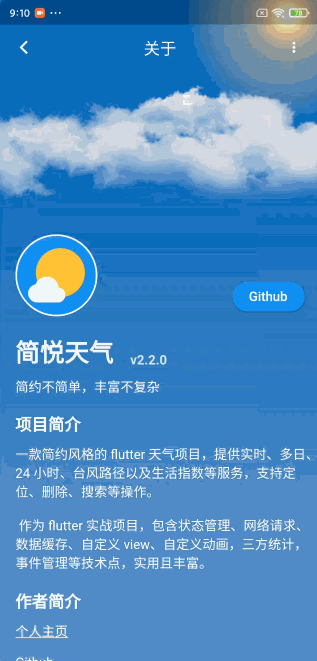 9:10
78
关于
Github
简悦天气 v2.2.0
简约不简单，丰富不复杂
项目简介
一款简约风格的 flutter 天气项目，提供实时、多日、
24 小时、台风路径以及生活指数等服务，支持定
位、删除、搜索等操作。
作为 flutter 实战项目，包含状态管理、网络请求、
数据缓存、自定义 view、自定义动画，三方统计，
事件管理等技术点，实用且丰富。
作者简介
个人主页
Github